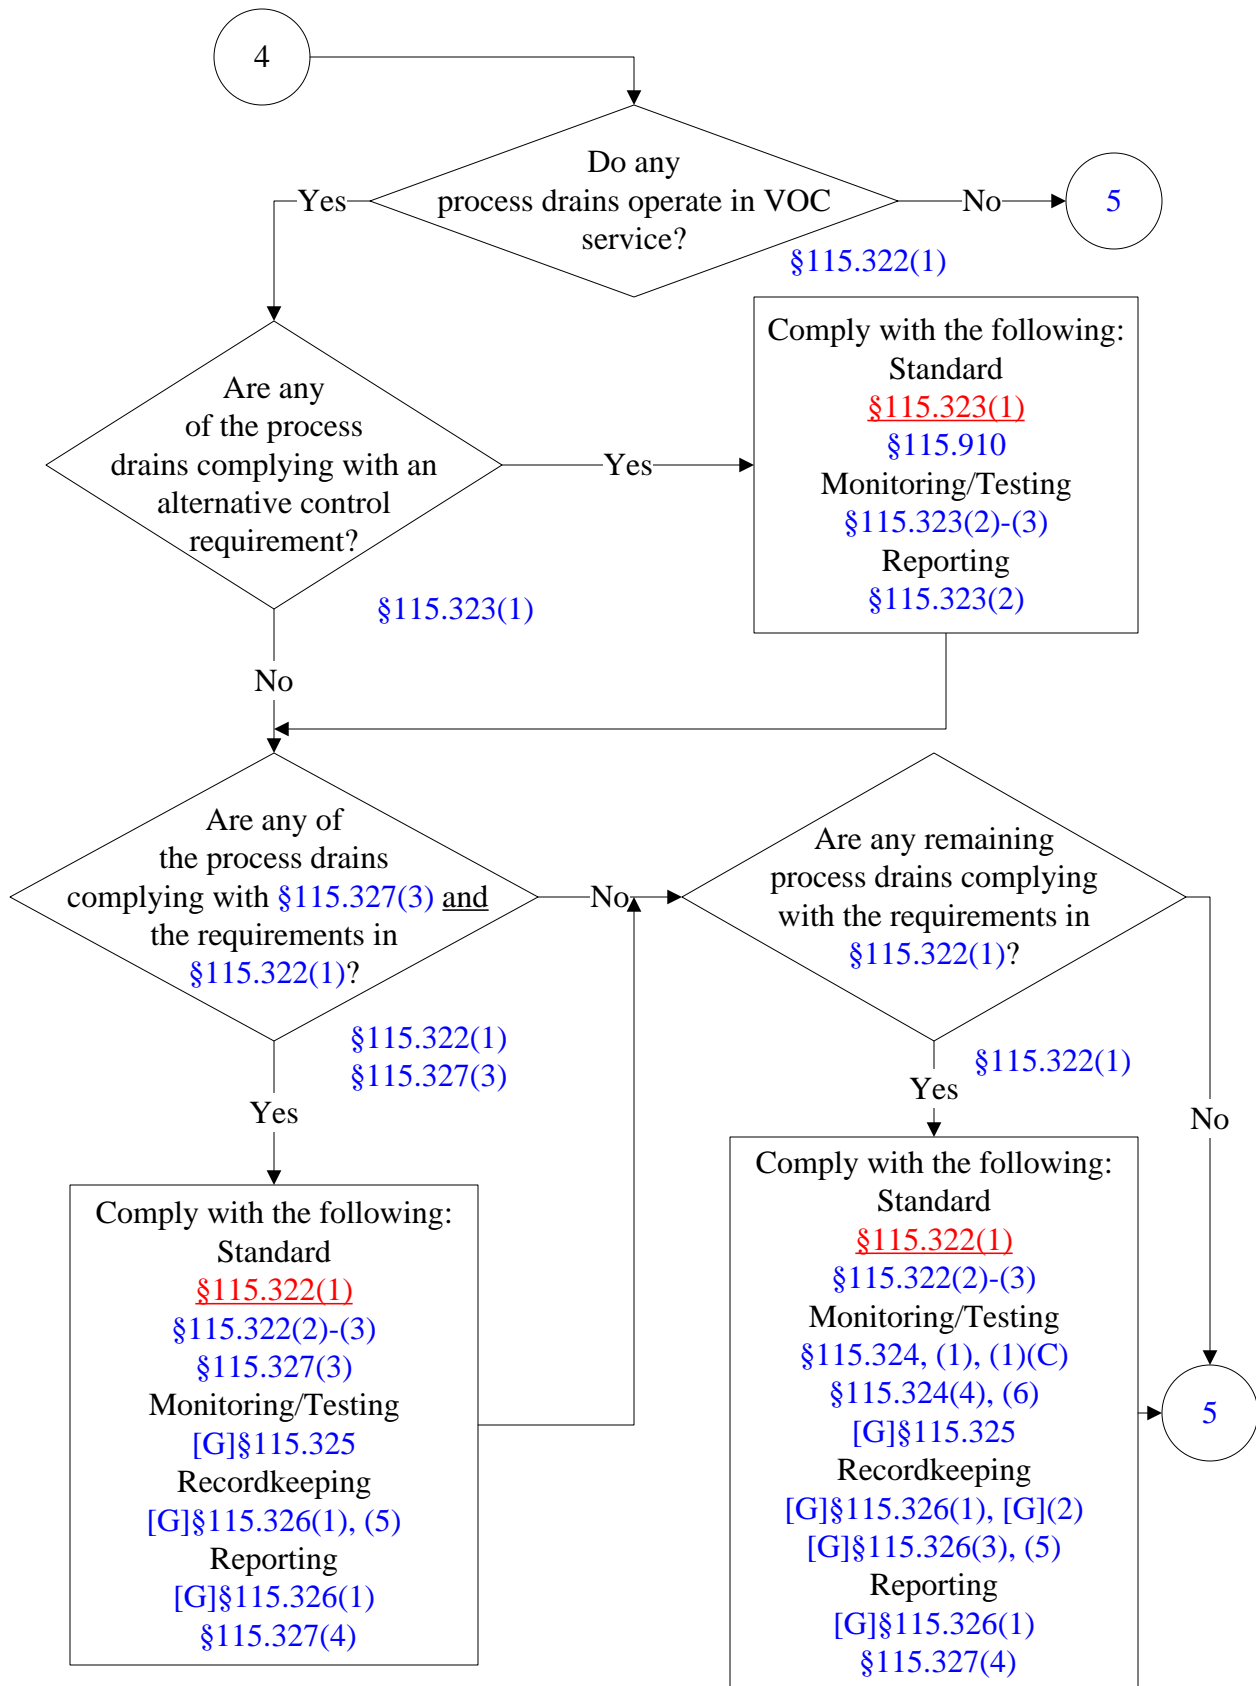 4
Do any
process drains operate in VOC
service?
Yes
No
5
§115.322(1)
Are any
of the process
drains complying with an
alternative control
requirement?
Yes
§115.323(1)
No
Comply with the following:
Standard
§115.323(1)
§115.910
Monitoring/Testing
§115.323(2)-(3)
Reporting
§115.323(2)
Are any of
the process drains
complying with §115.327(3) and
the requirements in
§115.322(1)?
No
§115.322(1)
§115.327(3)
Yes
Are any remaining
process drains complying
with the requirements in
§115.322(1)?
§115.322(1)
Yes
No
Comply with the following:
Standard
§115.322(1)
§115.322(2)-(3)
§115.327(3)
Monitoring/Testing
[G]§115.325
Recordkeeping
[G]§115.326(1), (5)
Reporting
[G]§115.326(1)
§115.327(4)
Comply with the following:
Standard
§115.322(1)
§115.322(2)-(3)
Monitoring/Testing
§115.324, (1), (1)(C)
§115.324(4), (6)
[G]§115.325
Recordkeeping
[G]§115.326(1), [G](2)
[G]§115.326(3), (5)
Reporting
[G]§115.326(1)
§115.327(4)
5